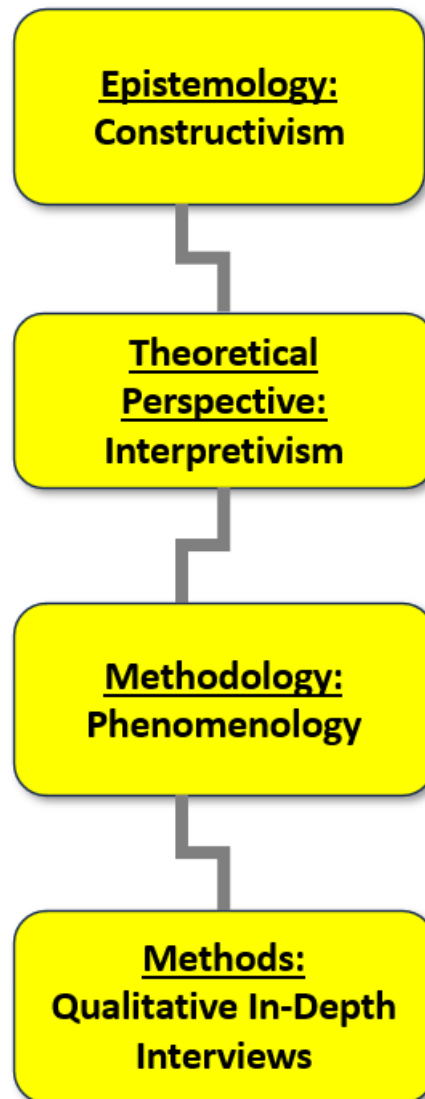 Epistemology:
Constructivism
Theoretical
Perspective:
Interpretivism
Methodology:
Phenomenology
Methods:
Qualitative In-Depth
Interviews